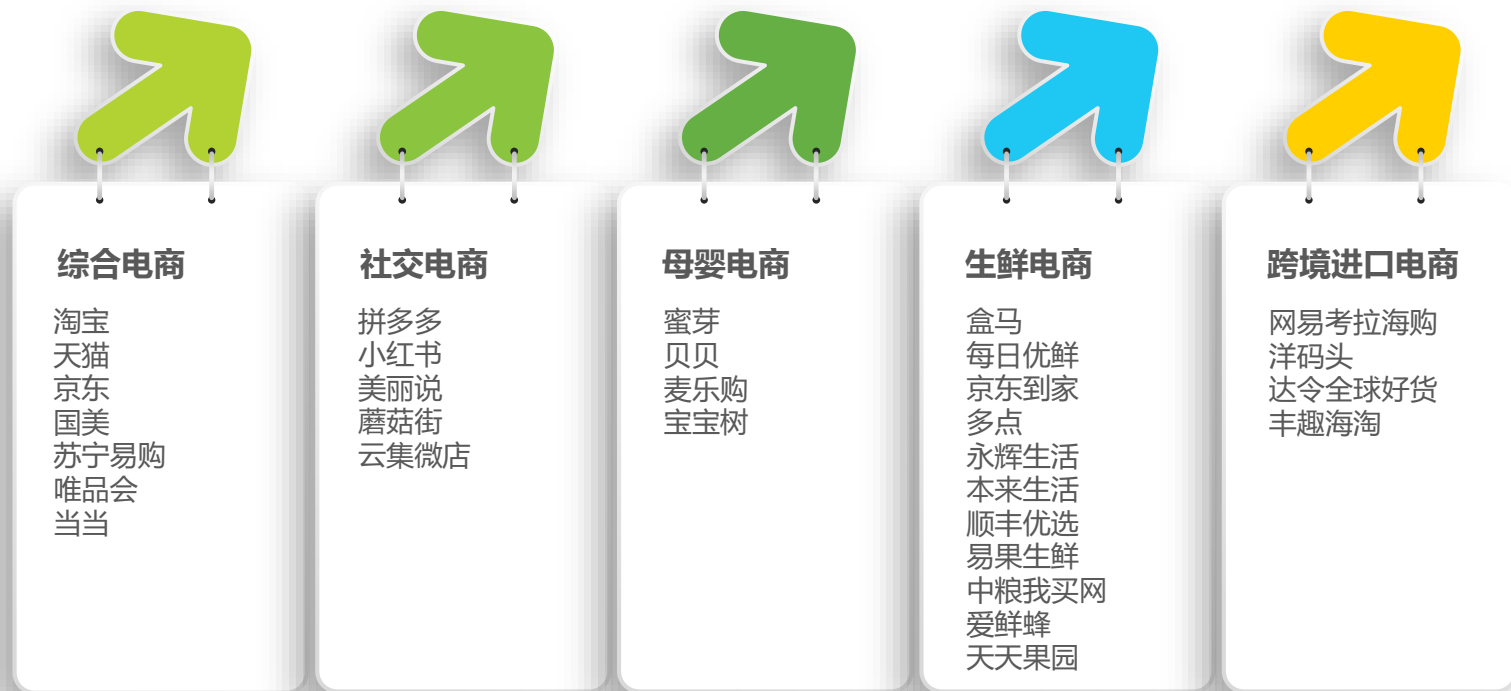 综合电商
淘宝
天猫
京东
国美
苏宁易购
唯品会
当当
社交电商
拼多多
小红书
美丽说
蘑菇街
云集微店
母婴电商
蜜芽
贝贝
麦乐购
宝宝树
生鲜电商
盒马
每日优鲜
京东到家
多点
永辉生活
本来生活
顺丰优选
易果生鲜
中粮我买网
爱鲜蜂
天天果园
跨境进口电商
网易考拉海购
洋码头
达令全球好货
丰趣海淘